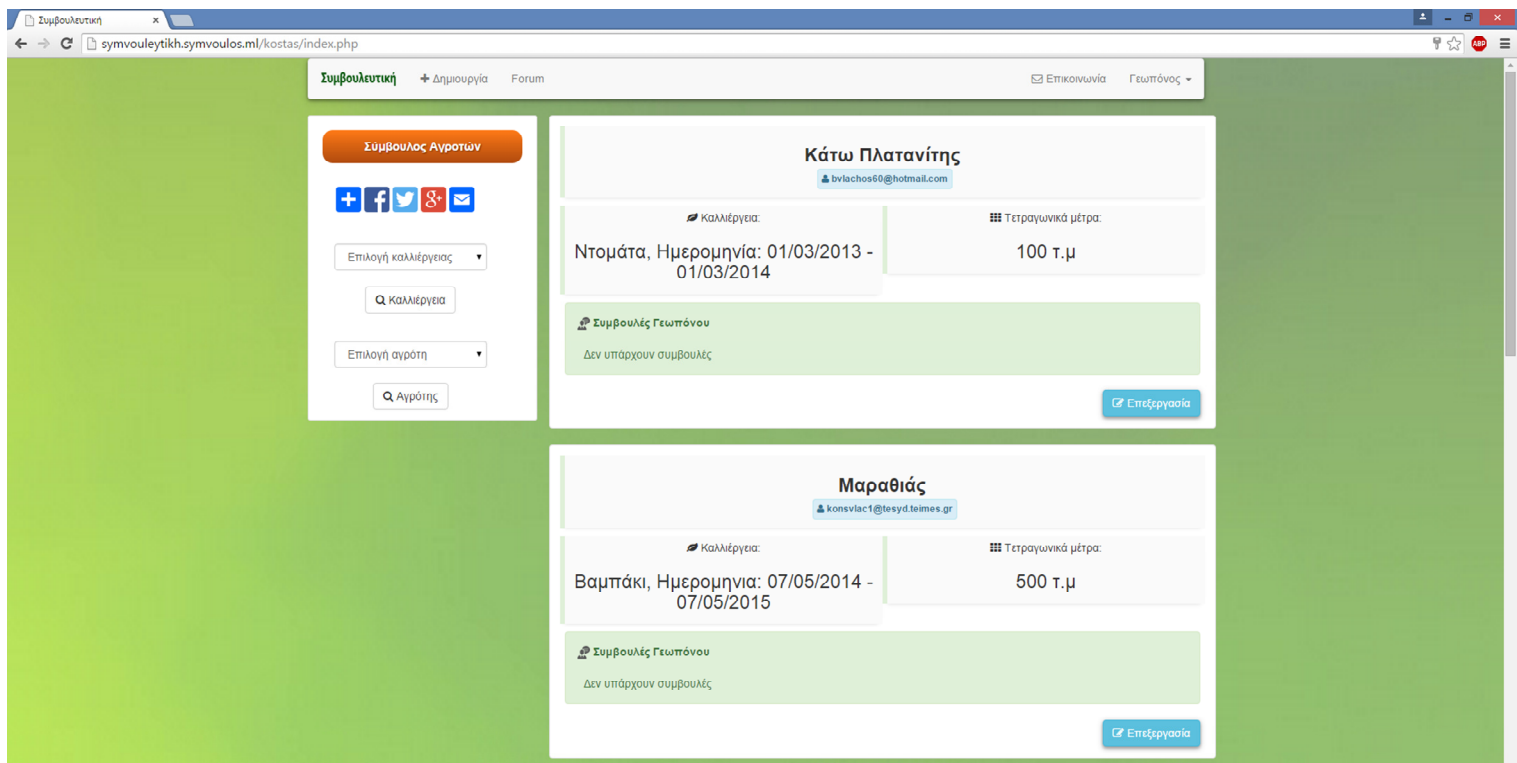 Συμβουλευτική
symvouleytikh.symvoulos.ml/kostas/index.php
ABP
Συμβουλευτική Δημιουργία Forum Επικοινωνία Γεωπόνος
Σύμβουλος Αγροτών
Επιλογή καλλιέργειας
Καλλιέργεια
Επιλογή αγρότη
Αγρότης
Κάτω Πλατανίτης
bvlachos60@hotmail.com
Καλλιέργεια:
Ντομάτα, Ημερομηνία: 01/03/2013 -
01/03/2014
Τετραγωνικά μέτρα:
100 τ.μ
Συμβουλές Γεωπόνου
Δεν υπάρχουν συμβουλές
Επεξεργασία
Μαραθιάς
konsvlac1@tesyd.teimes.gr
Καλλιέργεια:
Βαμπάκι, Ημερομηνια: 07/05/2014 -
07/05/2015
Τετραγωνικά μέτρα:
500 τ.μ
Συμβουλές Γεωπόνου
Δεν υπάρχουν συμβουλές
Επεξεργασία